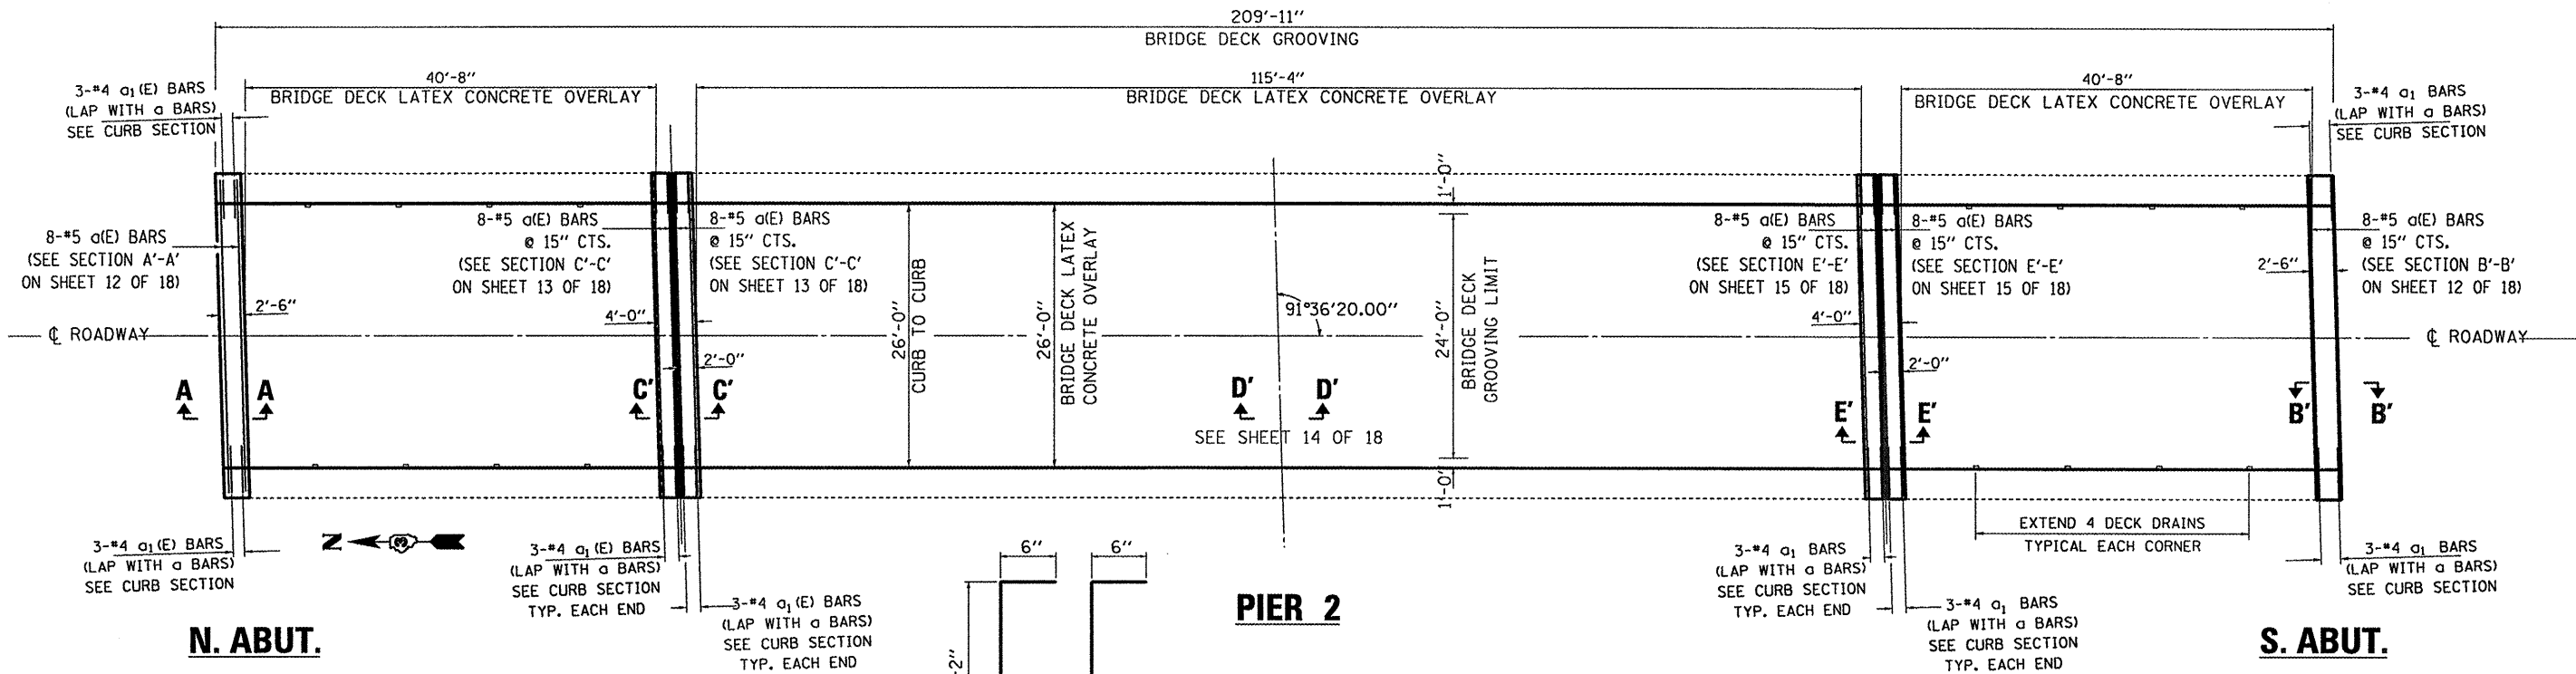 209'-11"
BRIDGE DECK GROOVING
40'-8"
BRIDGE DECK LATEX CONCRETE OVERLAY
115'-4"
BRIDGE DECK LATEX CONCRETE OVERLAY
40'-8"
BRIDGE DECK LATEX CONCRETE OVERLAY
3-#4 a1(E) BARS
(LAP WITH a BARS)
SEE CURB SECTION
3-#4 a1 BARS
(LAP WITH a BARS)
SEE CURB SECTION
8-#5 a(E) BARS
(SEE SECTION A'-A'
ON SHEET 12 OF 18)
8-#5 a(E) BARS
@ 15" CTS.
(SEE SECTION C'-C'
ON SHEET 13 OF 18)
8-#5 a(E) BARS
@ 15" CTS.
(SEE SECTION C'-C'
ON SHEET 13 OF 18)
8-#5 a(E) BARS
@ 15" CTS.
(SEE SECTION E'-E'
ON SHEET 15 OF 18)
8-#5 a(E) BARS
@ 15" CTS.
(SEE SECTION E'-E'
ON SHEET 15 OF 18)
8-#5 a(E) BARS
@ 15" CTS.
(SEE SECTION B'-B'
ON SHEET 12 OF 18)
2'-6"
4'-0"
2'-0"
26'-0"
CURB TO CURB
26'-0"
BRIDGE DECK LATEX
CONCRETE OVERLAY
91°36'20.00"
1'-0"
24'-0"
BRIDGE DECK
GROOVING LIMIT
1'-0"
4'-0"
2'-0"
2'-6"
℄ ROADWAY
℄ ROADWAY
A A
C' C'
D' D'
SEE SHEET 14 OF 18
E' E'
B' B'
N
3-#4 a1(E) BARS
(LAP WITH a BARS)
SEE CURB SECTION
3-#4 a1(E) BARS
(LAP WITH a BARS)
SEE CURB SECTION
TYP. EACH END
3-#4 a1(E) BARS
(LAP WITH a BARS)
SEE CURB SECTION
TYP. EACH END
6" 6"
-2"
EXTEND 4 DECK DRAINS
TYPICAL EACH CORNER
3-#4 a1 BARS
(LAP WITH a BARS)
SEE CURB SECTION
TYP. EACH END
3-#4 a1 BARS
(LAP WITH a BARS)
SEE CURB SECTION
TYP. EACH END
3-#4 a1 BARS
(LAP WITH a BARS)
SEE CURB SECTION
N. ABUT.
PIER 2
S. ABUT.